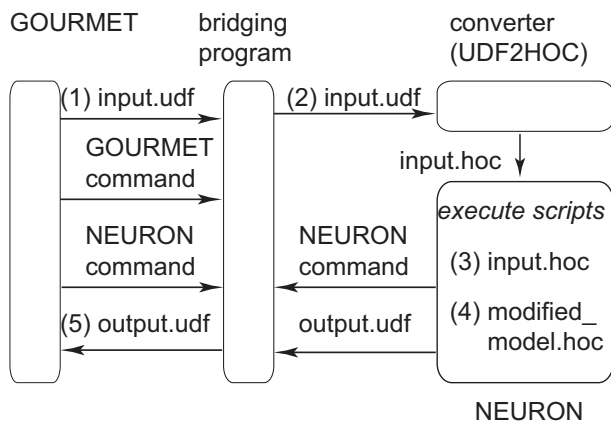 GOURMET
bridging
program
converter
(UDF2HOC)
(1) input.udf
(2) input.udf
GOURMET
command
input.hoc
execute scripts
NEURON
command
NEURON
command
(3) input.hoc
(4) modified_
model.hoc
(5) output.udf
output.udf
NEURON